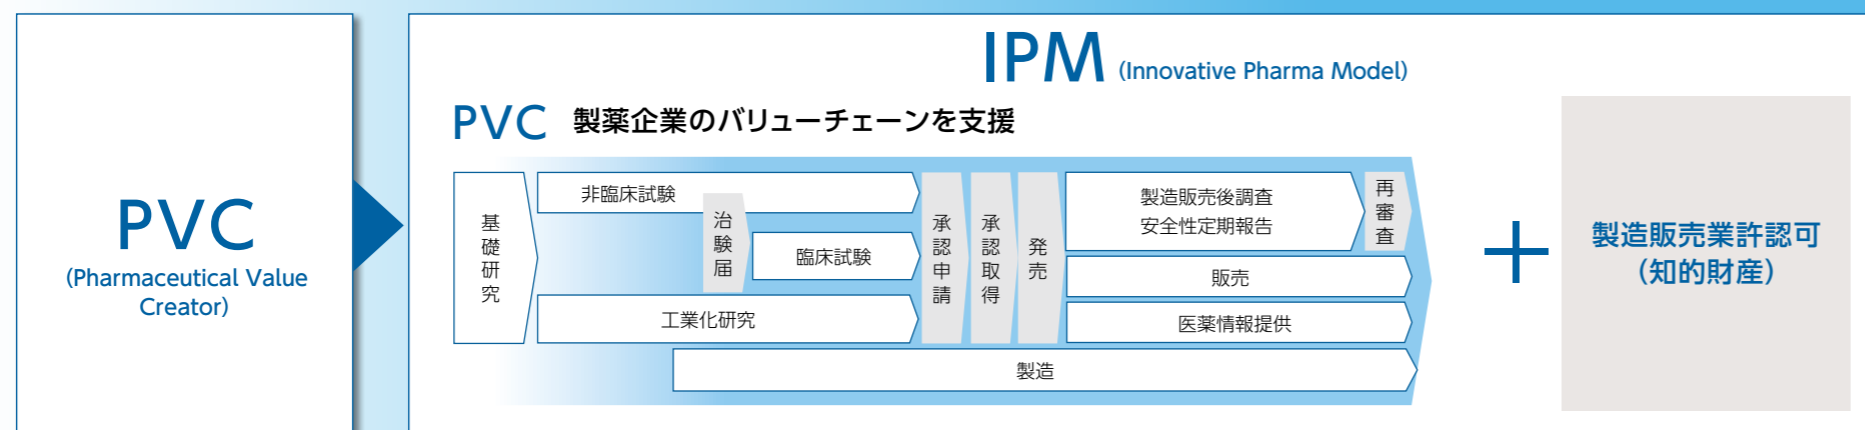 PVC
(Pharmaceutical Value
Creator)
IPM (Innovative Pharma Model)
PVC 製薬企業のバリューチェーンを支援
基礎研究
非臨床試験
治験届
臨床試験
工業化研究
承認申請
承認取得
発売
製造販売後調査
安全性定期報告
再審査
販売
医薬情報提供
製造
+
製造販売業許認可
（知的財産）